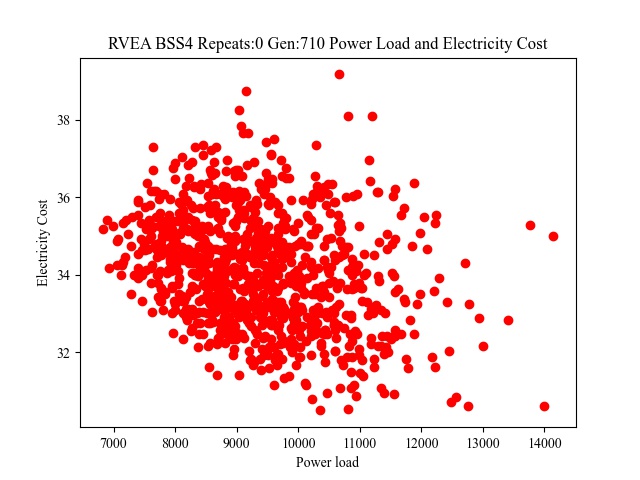 RVEA BSS4 Repeats:0 Gen:710 Power Load and Electricity Cost
Electricity Cost
38
36
34
32
7000 8000 9000 10000 11000 12000 13000 14000
Power load